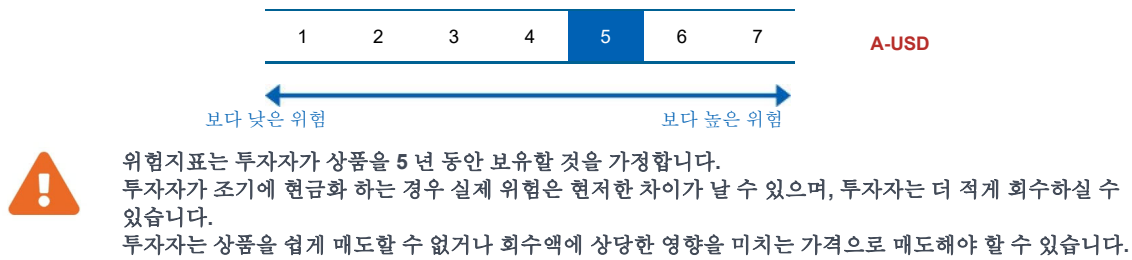 1 2 3 4 5 6 7 A-USD
보다 낮은 위험 보다 높은 위험
위험지표는 투자자가 상품을 5 년 동안 보유할 것을 가정합니다.
투자자가 조기에 현금화 하는 경우 실제 위험은 현저한 차이가 날 수 있으며, 투자자는 더 적게 회수하실 수
있습니다.
투자자는 상품을 쉽게 매도할 수 없거나 회수액에 상당한 영향을 미치는 가격으로 매도해야 할 수 있습니다.